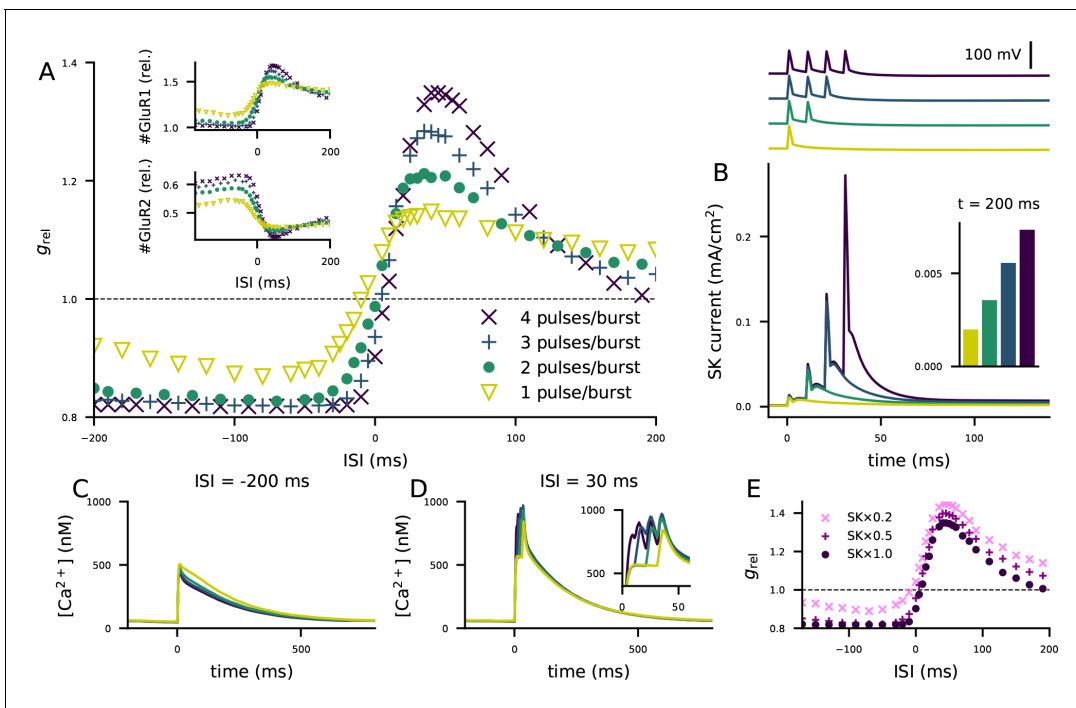 A
1.4
1.2
1.0
0.8
g_rel
−200
−100
0
100
200
ISI (ms)
#GluR1 (rel.)
1.5
1.0
0
200
#GluR2 (rel.)
0.6
0.5
0
200
ISI (ms)
4 pulses/burst
3 pulses/burst
2 pulses/burst
1 pulse/burst
100 mV
B
SK current (mA/cm²)
0.2
0.1
0.0
0
50
100
time (ms)
t = 200 ms
0.005
0.000
C
ISI = -200 ms
[Ca²⁺] (nM)
1000
500
0
0
500
time (ms)
D
ISI = 30 ms
[Ca²⁺] (nM)
1000
500
0
0
500
time (ms)
1000
500
0
50
E
g_rel
1.4
1.2
1.0
0.8
SK×0.2
SK×0.5
SK×1.0
−100
0
100
200
ISI (ms)